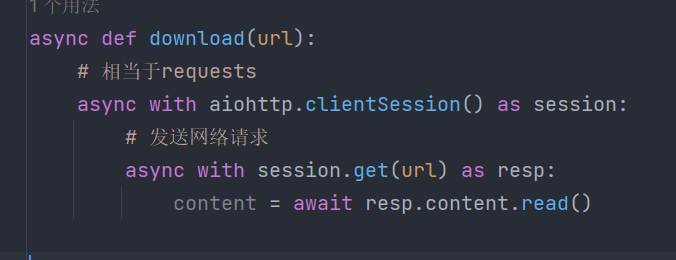 1个用法
async def download(url):
# 相当于requests
async with aiohttp.clientSession() as session:
# 发送网络请求
async with session.get(url) as resp:
content = await resp.content.read()